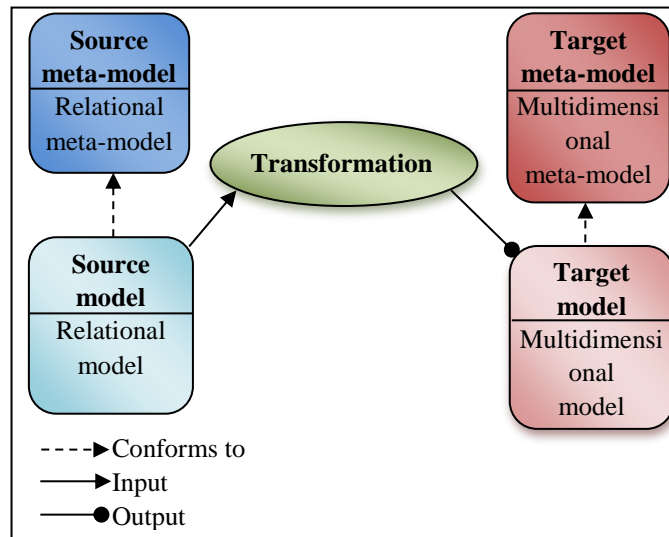 Source
meta-model
Relational
meta-model
Target
meta-model
Multidimensi
onal
meta-model
Transformation
Source
model
Relational
model
Target
model
Multidimensi
onal
model
Conforms to
Input
Output